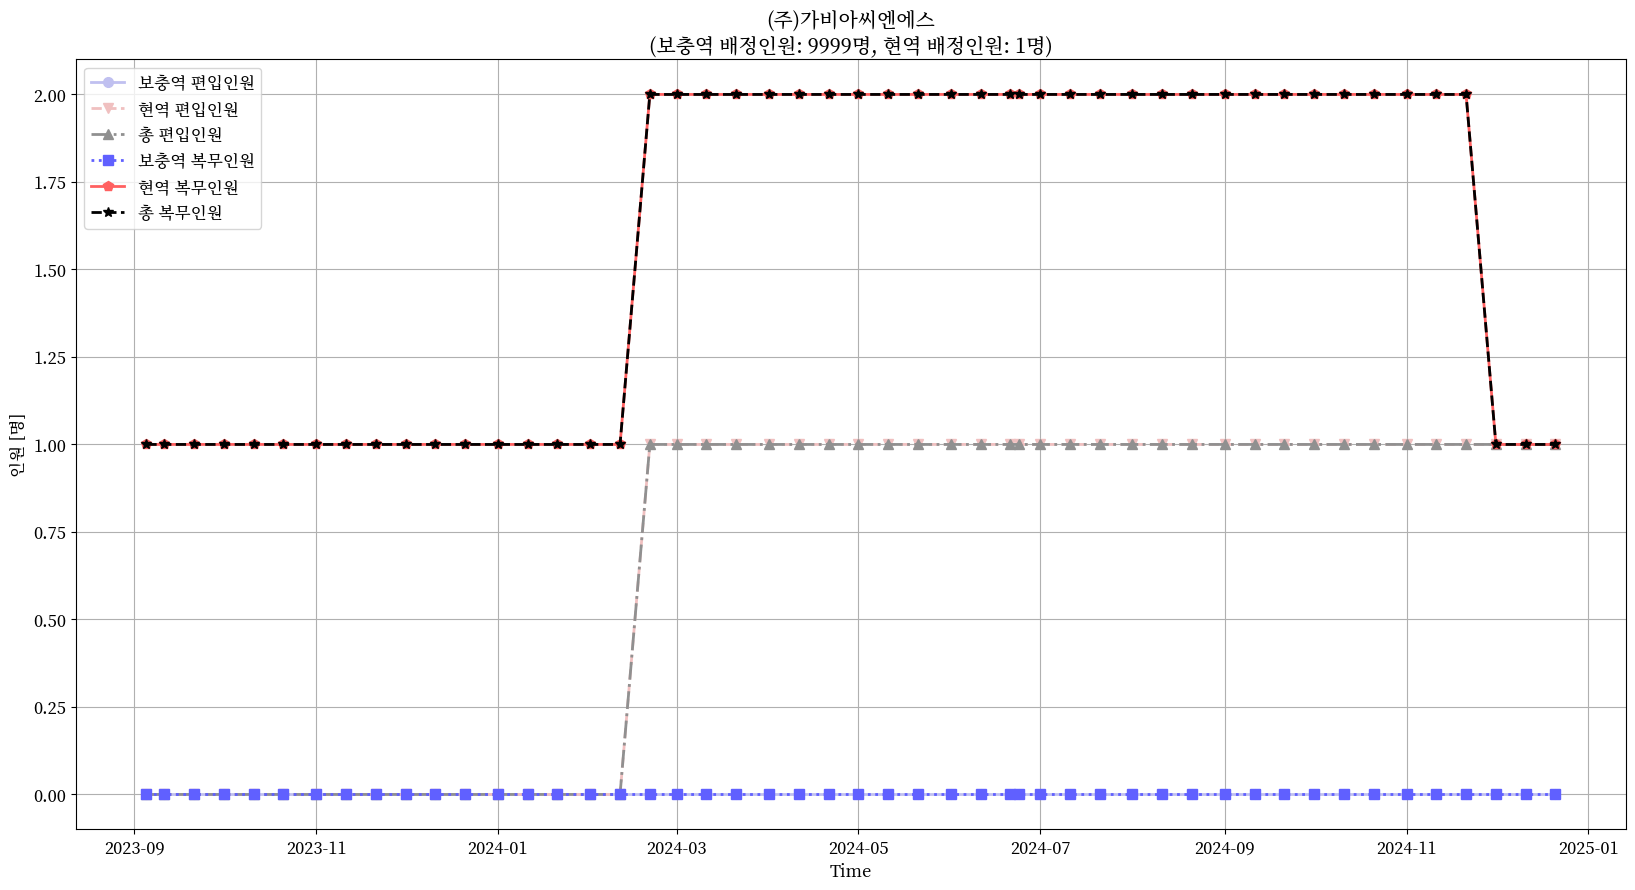 (주)가비아씨엔에스
(보충역 배정인원: 9999명, 현역 배정인원: 1명)
보충역 편입인원
현역 편입인원
총 편입인원
보충역 복무인원
현역 복무인원
총 복무인원
2.00
1.75
1.50
1.25
1.00
0.75
0.50
0.25
0.00
인원 [명]
2023-09
2023-11
2024-01
2024-03
2024-05
2024-07
2024-09
2024-11
2025-01
Time